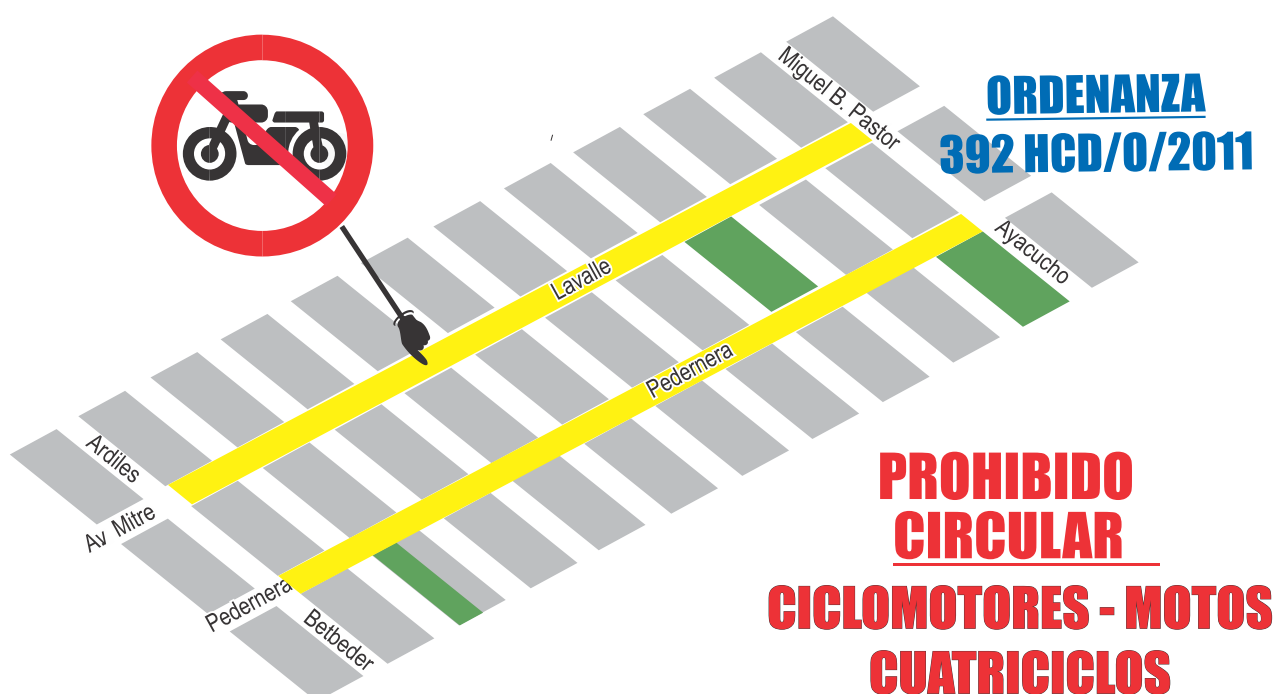 Miguel B. Pastor
ORDENANZA
392 HCD/O/2011
Ayacucho
Lavalle
Pedernera
Ardiles
Av Mitre
Pedernera
Betbeder
PROHIBIDO
CIRCULAR
CICLOMOTORES - MOTOS
CUATRICICLOS